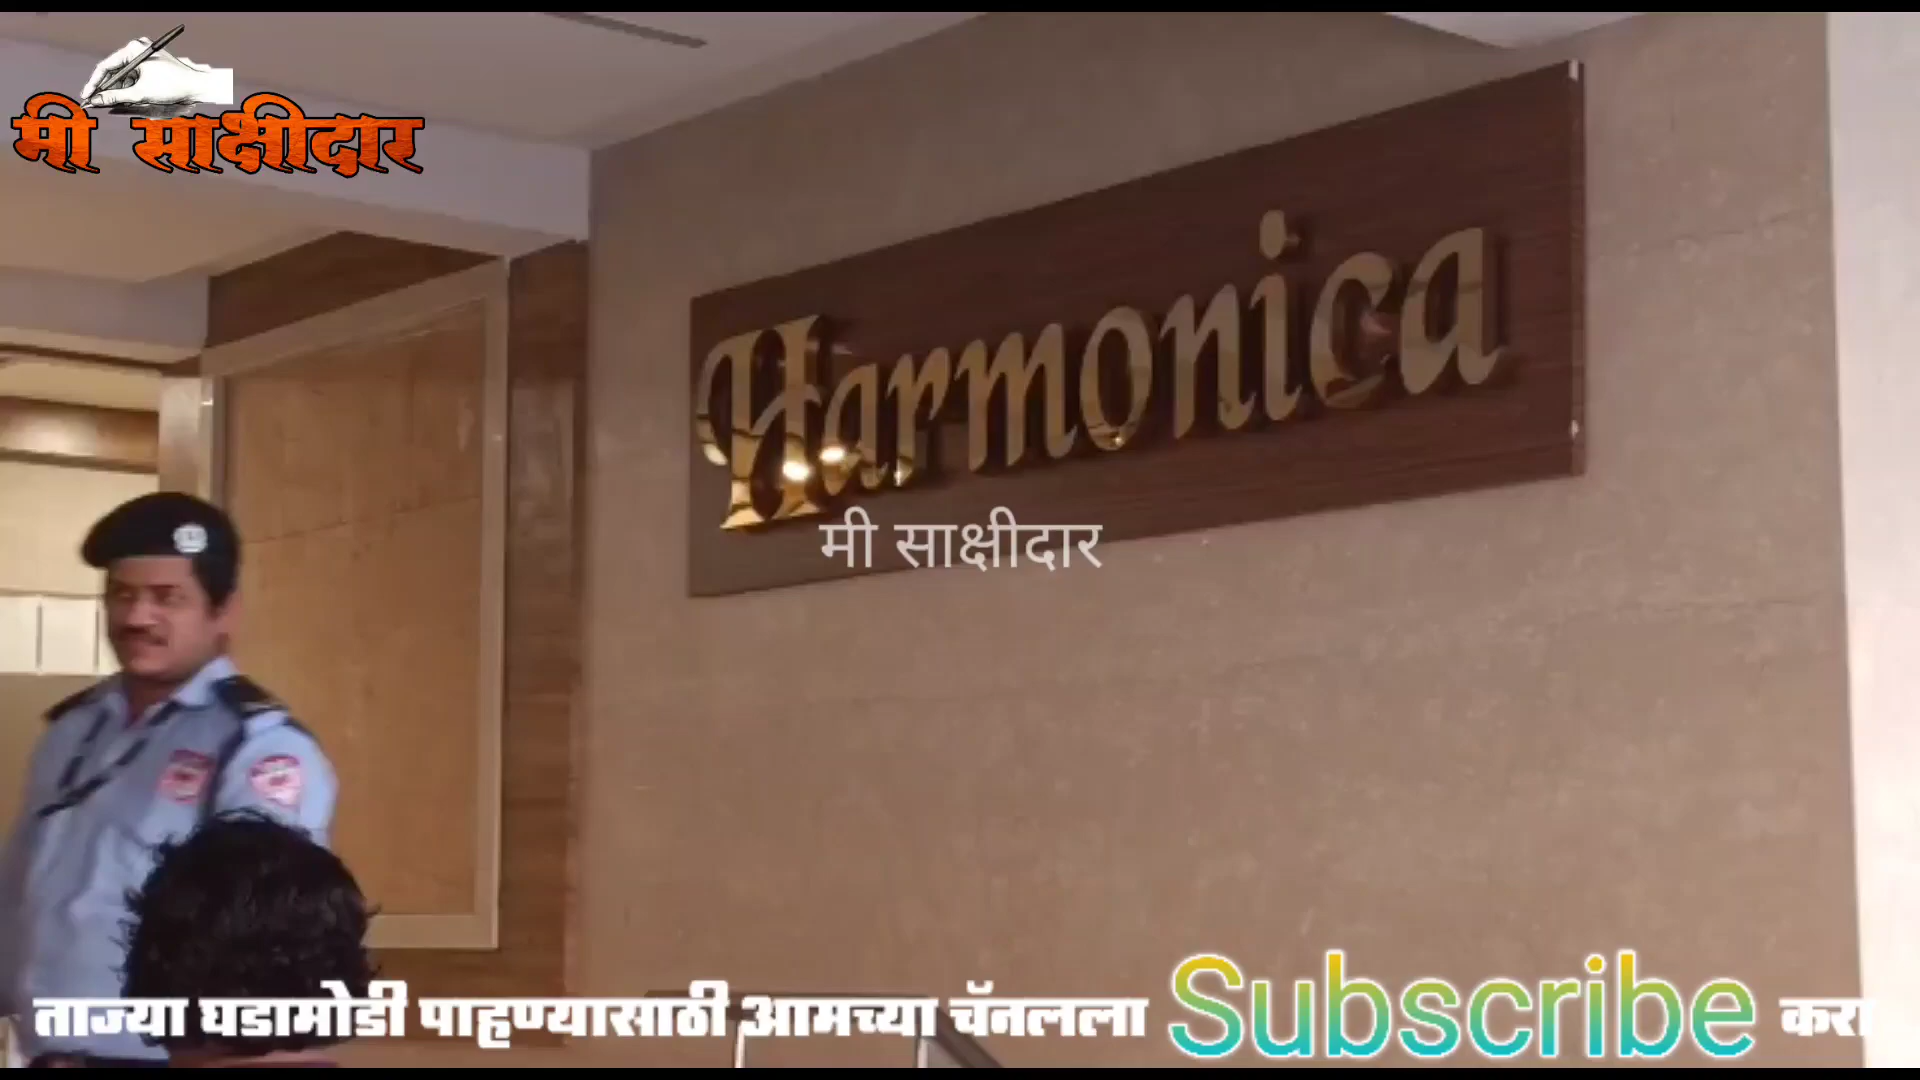 मी साक्षीदार
Harmonica
मी साक्षीदार
ताज्या घडामोडी पाहण्यासाठी आमच्या चॅनलला Subscribe करा